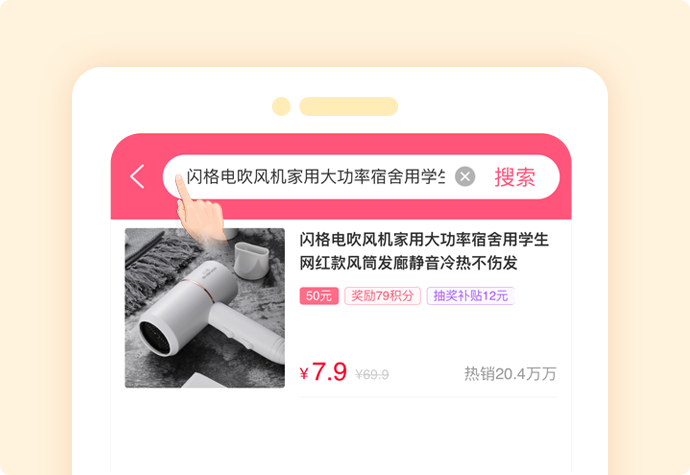 闪格电吹风机家用大功率宿舍用学生
搜索
闪格电吹风机家用大功率宿舍用学生
网红款风筒发廊静音冷热不伤发
50元 奖励79积分 抽奖补贴12元
¥7.9 ¥69.9 热销20.4万万